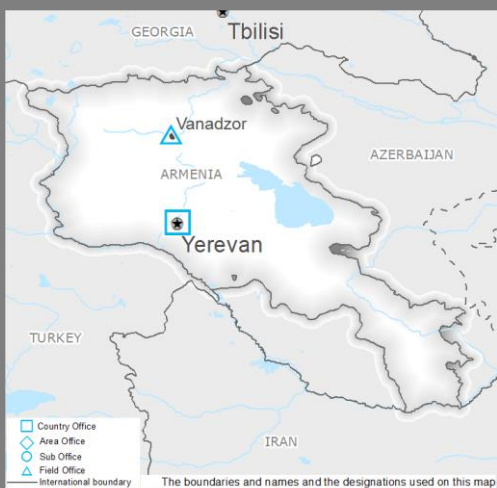 GEORGIA
Tbilisi
Vanadzor
AZERBAIJAN
ARMENIA
Yerevan
TURKEY
IRAN
Country Office
Area Office
Sub Office
Field Office
International boundary
The boundaries and names and the designations used on this map